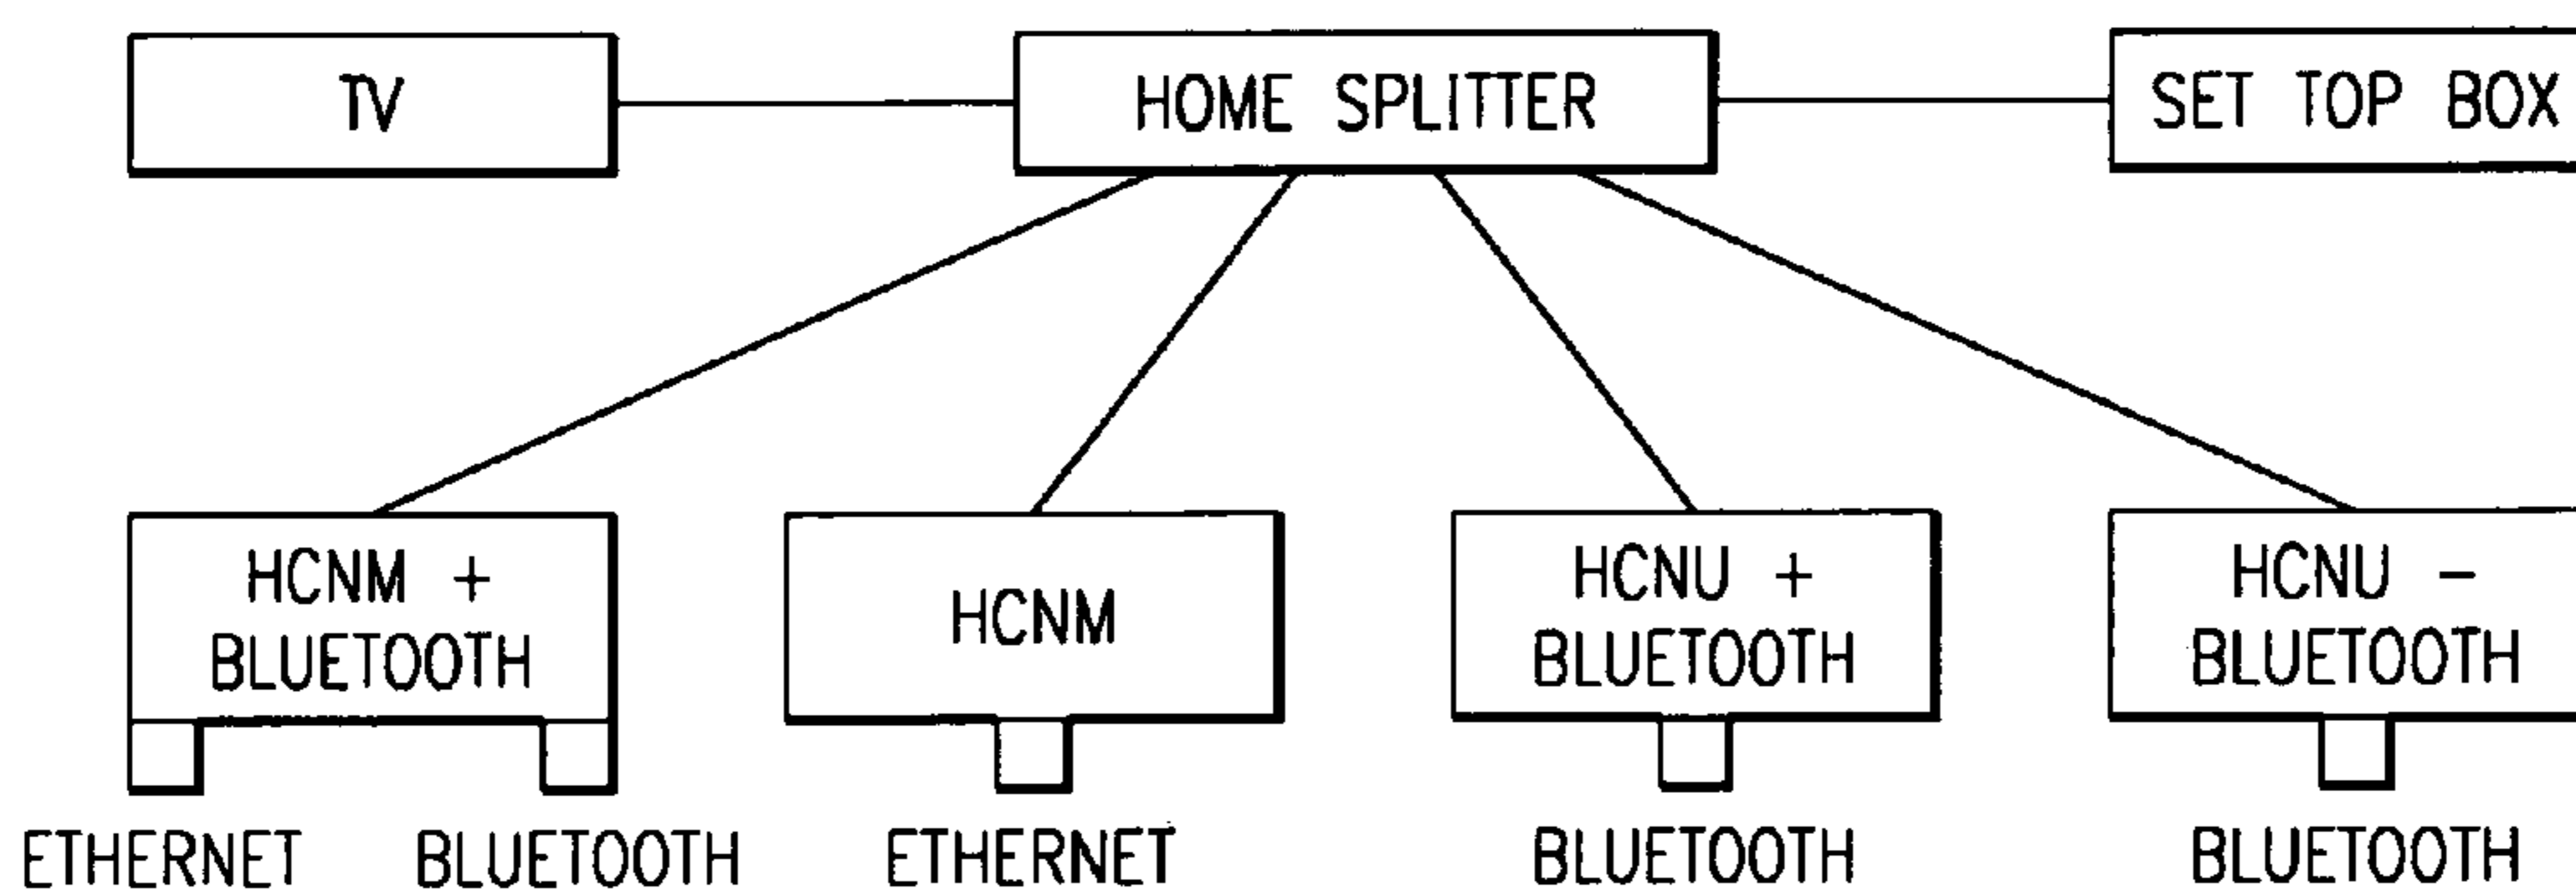 TV
HOME SPLITTER
SET TOP BOX
HCNM +
BLUETOOTH
HCNM
HCNU +
BLUETOOTH
HCNU -
BLUETOOTH
ETHERNET
BLUETOOTH
ETHERNET
BLUETOOTH
BLUETOOTH